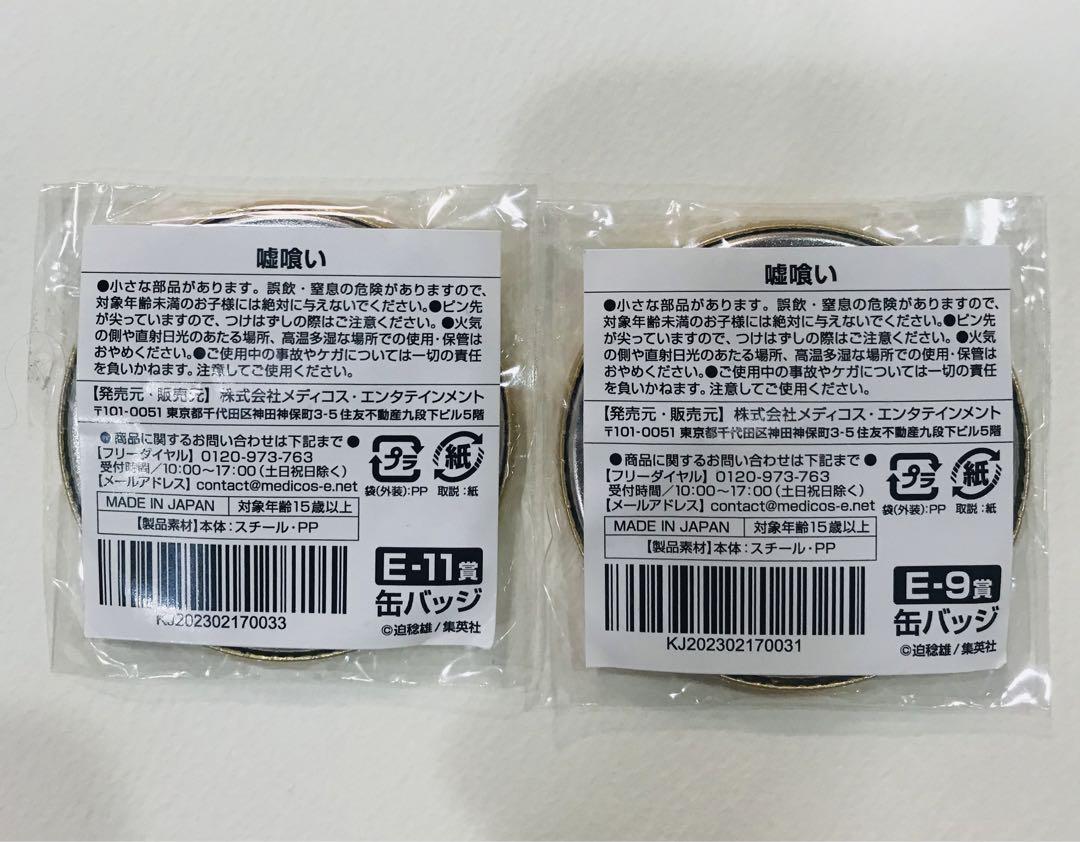 嘘喰い
●小さな部品があります。誤飲・窒息の危険がありますので、
対象年齢未満のお子様には絶対に与えないでください。●ピン先
が尖っていますので、つけはずしの際はご注意ください。●火気
の側や直射日光のあたる場所、高温多湿な場所での使用・保管は
おやめください。●ご使用中の事故やケガについては一切の責任
を負いかねます。注意してご使用ください。
【発売元・販売元】株式会社メディコス・エンタテインメント
〒101-0051 東京都千代田区神田神保町3-5 住友不動産九段下ビル5階
●商品に関するお問い合わせは下記まで●
【フリーダイヤル】0120-973-763
受付時間/10:00～17:00(土日祝日除く)
【メールアドレス】contact@medicos-e.net
プラ
紙
袋(外装):PP 取説:紙
MADE IN JAPAN 対象年齢15歳以上
【製品素材】本体:スチール・PP
KJ202302170033
E-11賞
缶バッジ
©迫稔雄/集英社
嘘喰い
●小さな部品があります。誤飲・窒息の危険がありますので、
対象年齢未満のお子様には絶対に与えないでください。●ピン先
が尖っていますので、つけはずしの際はご注意ください。●火気
の側や直射日光のあたる場所、高温多湿な場所での使用・保管は
おやめください。●ご使用中の事故やケガについては一切の責任
を負いかねます。注意してご使用ください。
【発売元・販売元】株式会社メディコス・エンタテインメント
〒101-0051 東京都千代田区神田神保町3-5 住友不動産九段下ビル5階
●商品に関するお問い合わせは下記まで●
【フリーダイヤル】0120-973-763
受付時間/10:00～17:00(土日祝日除く)
【メールアドレス】contact@medicos-e.net
プラ
紙
袋(外装):PP 取説:紙
MADE IN JAPAN 対象年齢15歳以上
【製品素材】本体:スチール・PP
KJ202302170031
E-9賞
缶バッジ
©迫稔雄/集英社